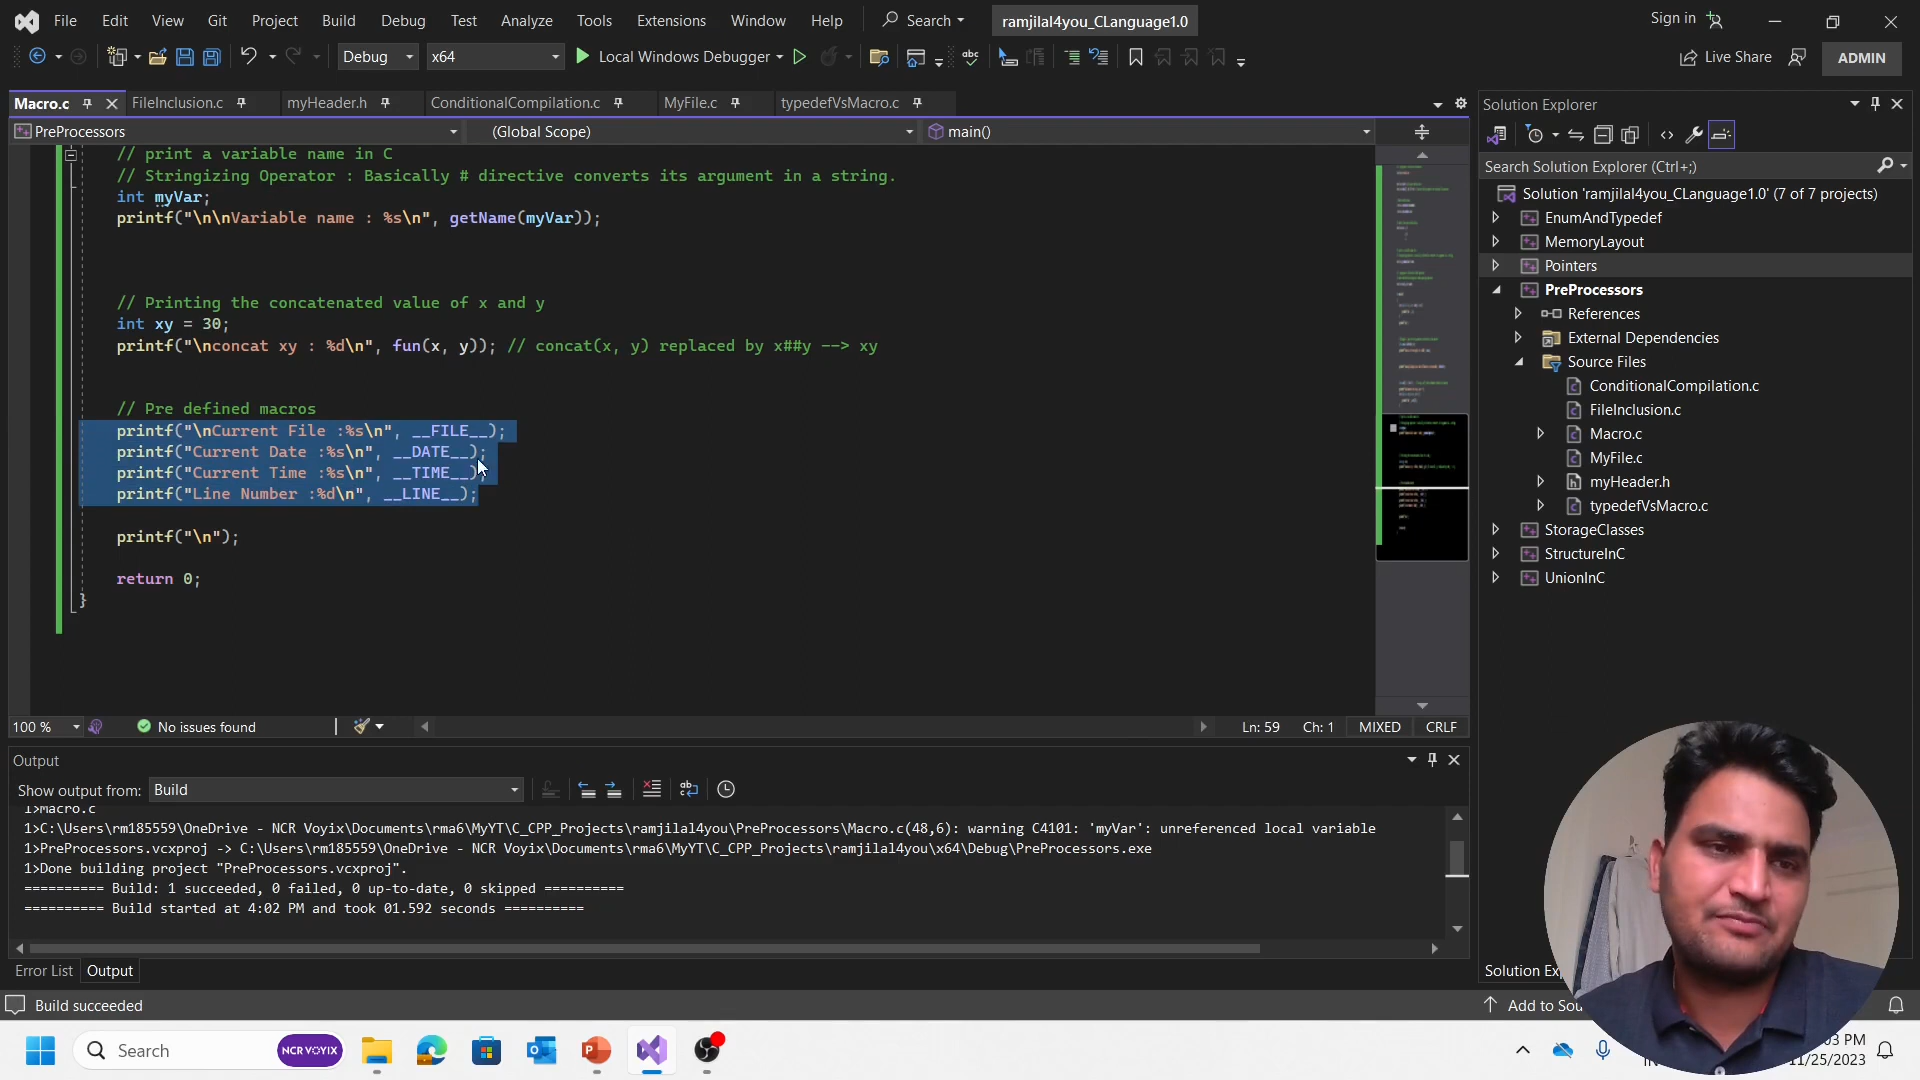 File Edit View Git Project Build Debug Test Analyze Tools Extensions Window Help Search ramjilal4you_CLanguage1.0 Sign in
Debug x64 Local Windows Debugger Live Share ADMIN
Macro.c FileInclusion.c myHeader.h ConditionalCompilation.c MyFile.c typedefVsMacro.c
PreProcessors (Global Scope) main()
// print a variable name in C
// Stringizing Operator : Basically # directive converts its argument in a string.
int myVar;
printf("\n\nVariable name : %s\n", getName(myVar));
// Printing the concatenated value of x and y
int xy = 30;
printf("\nconcat xy : %d\n", fun(x, y)); // concat(x, y) replaced by x##y --> xy
// Pre defined macros
printf("\nCurrent File :%s\n", __FILE__);
printf("Current Date :%s\n", __DATE__);
printf("Current Time :%s\n", __TIME__);
printf("Line Number :%d\n", __LINE__);
printf("\n");
return 0;
}
100 % No issues found Ln: 59 Ch: 1 MIXED CRLF
Output
Show output from: Build
1>Macro.c
1>C:\Users\rm185559\OneDrive - NCR Voyix\Documents\rma6\MyYT\C_CPP_Projects\ramjilal4you\PreProcessors\Macro.c(48,6): warning C4101: 'myVar': unreferenced local variable
1>PreProcessors.vcxproj -> C:\Users\rm185559\OneDrive - NCR Voyix\Documents\rma6\MyYT\C_CPP_Projects\ramjilal4you\x64\Debug\PreProcessors.exe
1>Done building project "PreProcessors.vcxproj".
========== Build: 1 succeeded, 0 failed, 0 up-to-date, 0 skipped ==========
========== Build started at 4:02 PM and took 01.592 seconds ==========
Error List Output
Solution Explorer
Search Solution Explorer (Ctrl+;)
Solution 'ramjilal4you_CLanguage1.0' (7 of 7 projects)
EnumAndTypedef
MemoryLayout
Pointers
PreProcessors
References
External Dependencies
Source Files
ConditionalCompilation.c
FileInclusion.c
Macro.c
MyFile.c
myHeader.h
typedefVsMacro.c
StorageClasses
StructureInC
UnionInC
Solution Ex
Build succeeded Add to Sou
Search NCR VOYIX
03 PM
11/25/2023